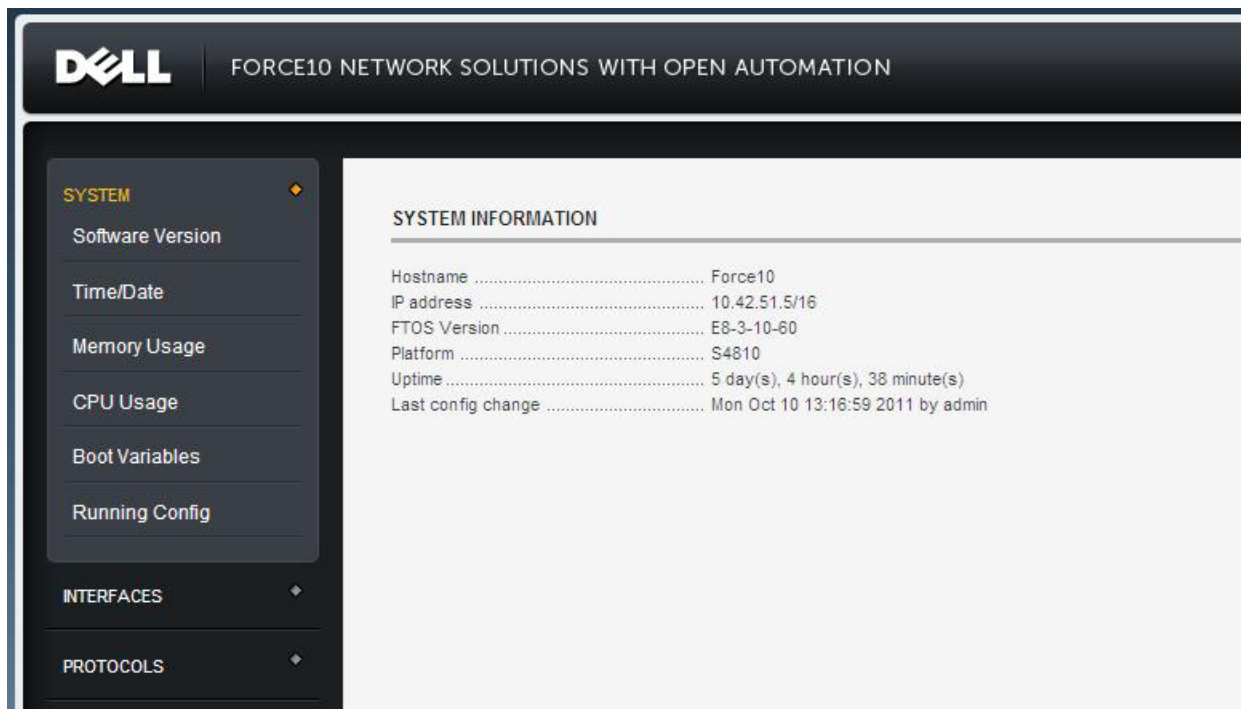 DELL
FORCE10 NETWORK SOLUTIONS WITH OPEN AUTOMATION
SYSTEM
Software Version
Time/Date
Memory Usage
CPU Usage
Boot Variables
Running Config
INTERFACES
PROTOCOLS
SYSTEM INFORMATION
Hostname ................................................ Force10
IP address ............................................... 10.42.51.5/16
FTOS Version .......................................... E8-3-10-60
Platform ................................................... S4810
Uptime ...................................................... 5 day(s), 4 hour(s), 38 minute(s)
Last config change ................................. Mon Oct 10 13:16:59 2011 by admin